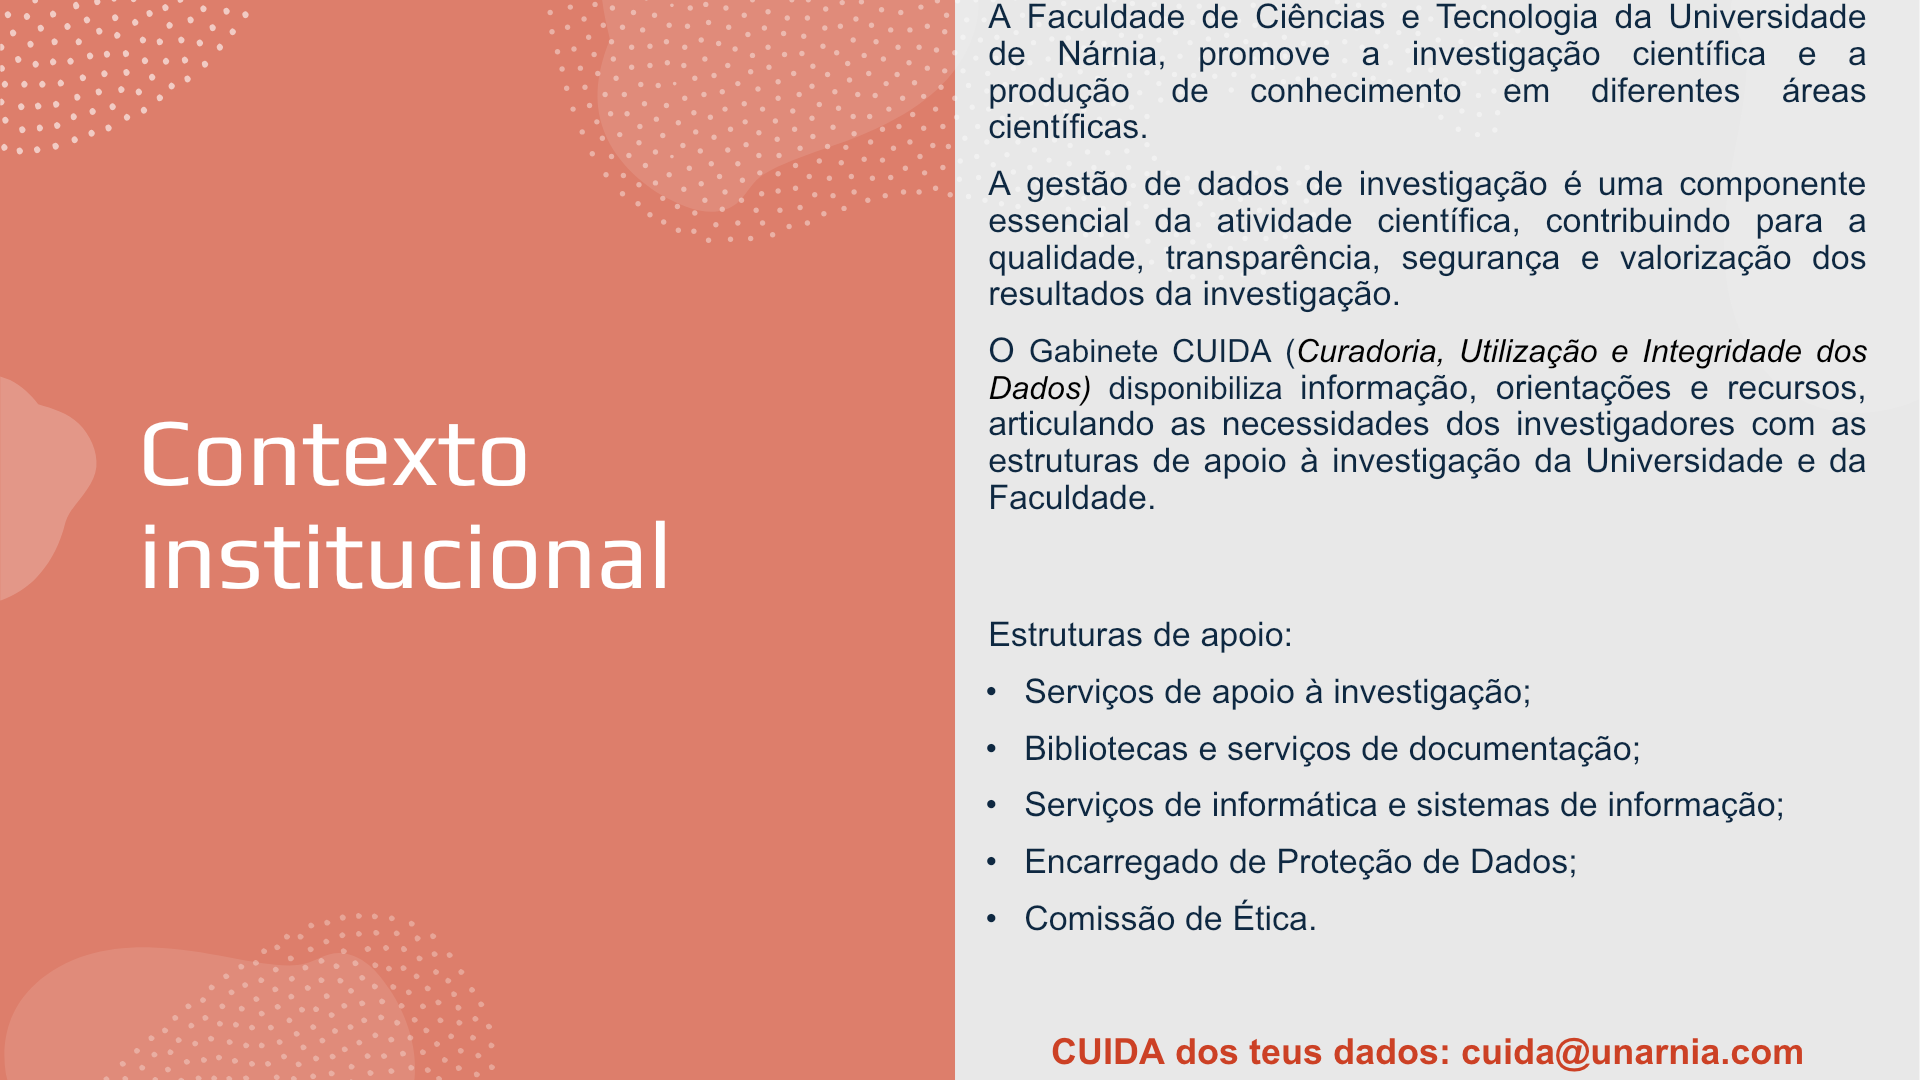 Contexto
institucional
A Faculdade de Ciências e Tecnologia da Universidade
de Nárnia, promove a investigação científica e a
produção de conhecimento em diferentes áreas
científicas.
A gestão de dados de investigação é uma componente
essencial da atividade científica, contribuindo para a
qualidade, transparência, segurança e valorização dos
resultados da investigação.
O Gabinete CUIDA (Curadoria, Utilização e Integridade dos
Dados) disponibiliza informação, orientações e recursos,
articulando as necessidades dos investigadores com as
estruturas de apoio à investigação da Universidade e da
Faculdade.
Estruturas de apoio:
• Serviços de apoio à investigação;
• Bibliotecas e serviços de documentação;
• Serviços de informática e sistemas de informação;
• Encarregado de Proteção de Dados;
• Comissão de Ética.
CUIDA dos teus dados: cuida@unarnia.com